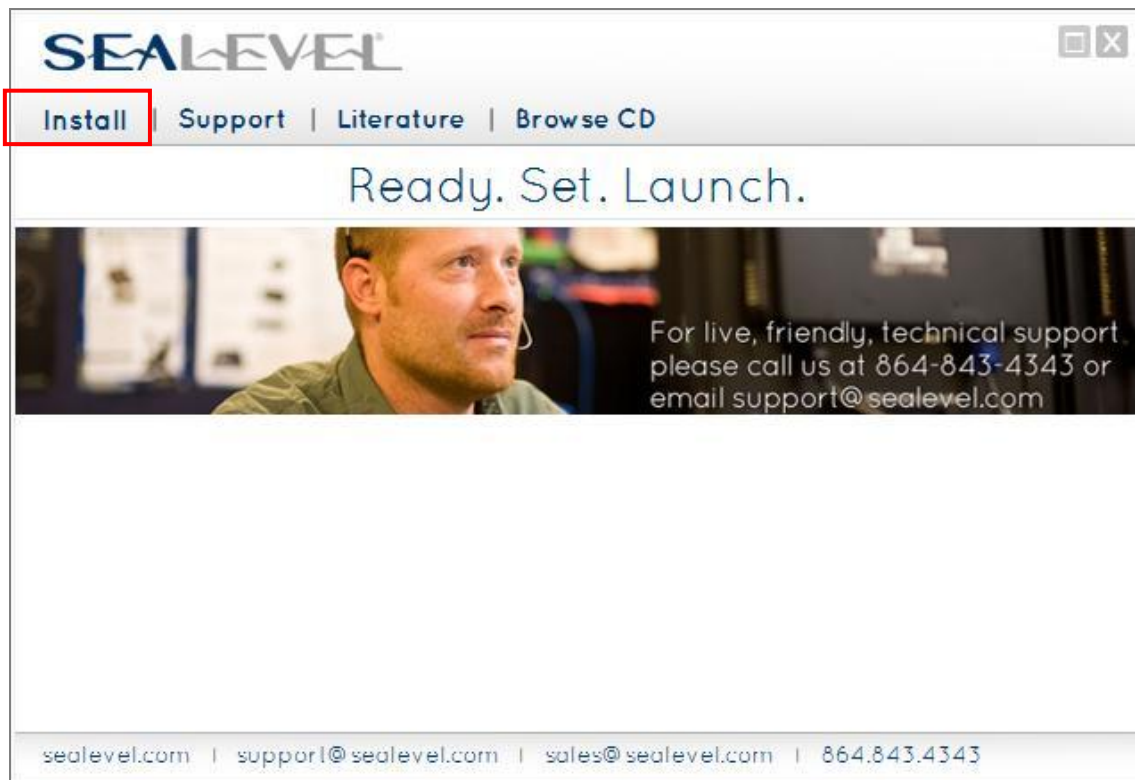 SEALEVEL®
Install | Support | Literature | Browse CD
Ready. Set. Launch.
For live, friendly, technical support
please call us at 864-843-4343 or
email support@sealevel.com
sealevel.com | support@sealevel.com | sales@sealevel.com | 864.843.4343